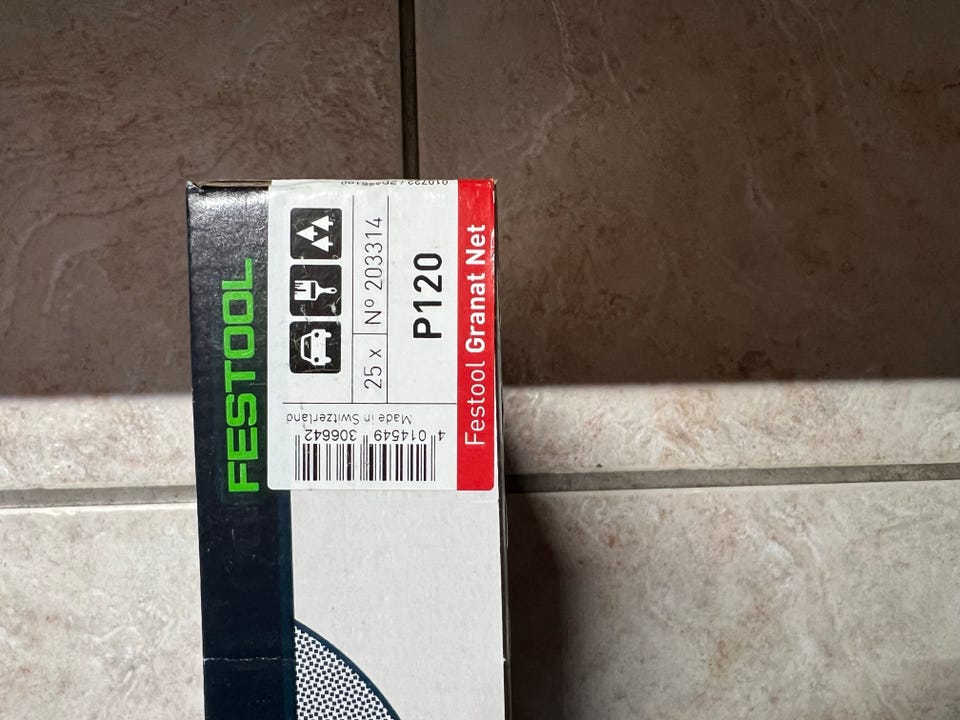 FESTOOL
25 x
Nº 203314
P120
Festool Granat Net
Made in Switzerland
4 014549 306642